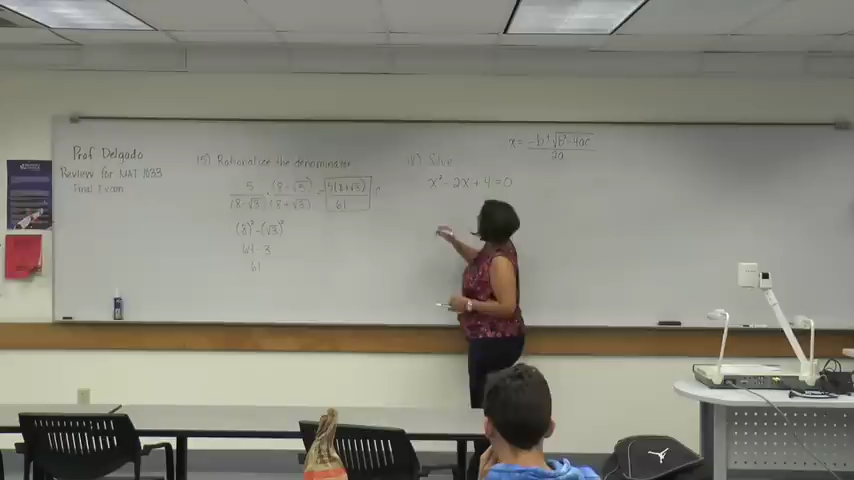 Prof Delgado
Review for MAT 1033
Final Exam
15) Rationalize the denominator
5/(8-√3) · (8-√3)/(8+√3) = 5(8+√3)/61
(8)² - (√3)²
64 - 3
61
18) Solve
x² - 2x + 4 = 0
x = -b ± √b² - 4ac / 2a